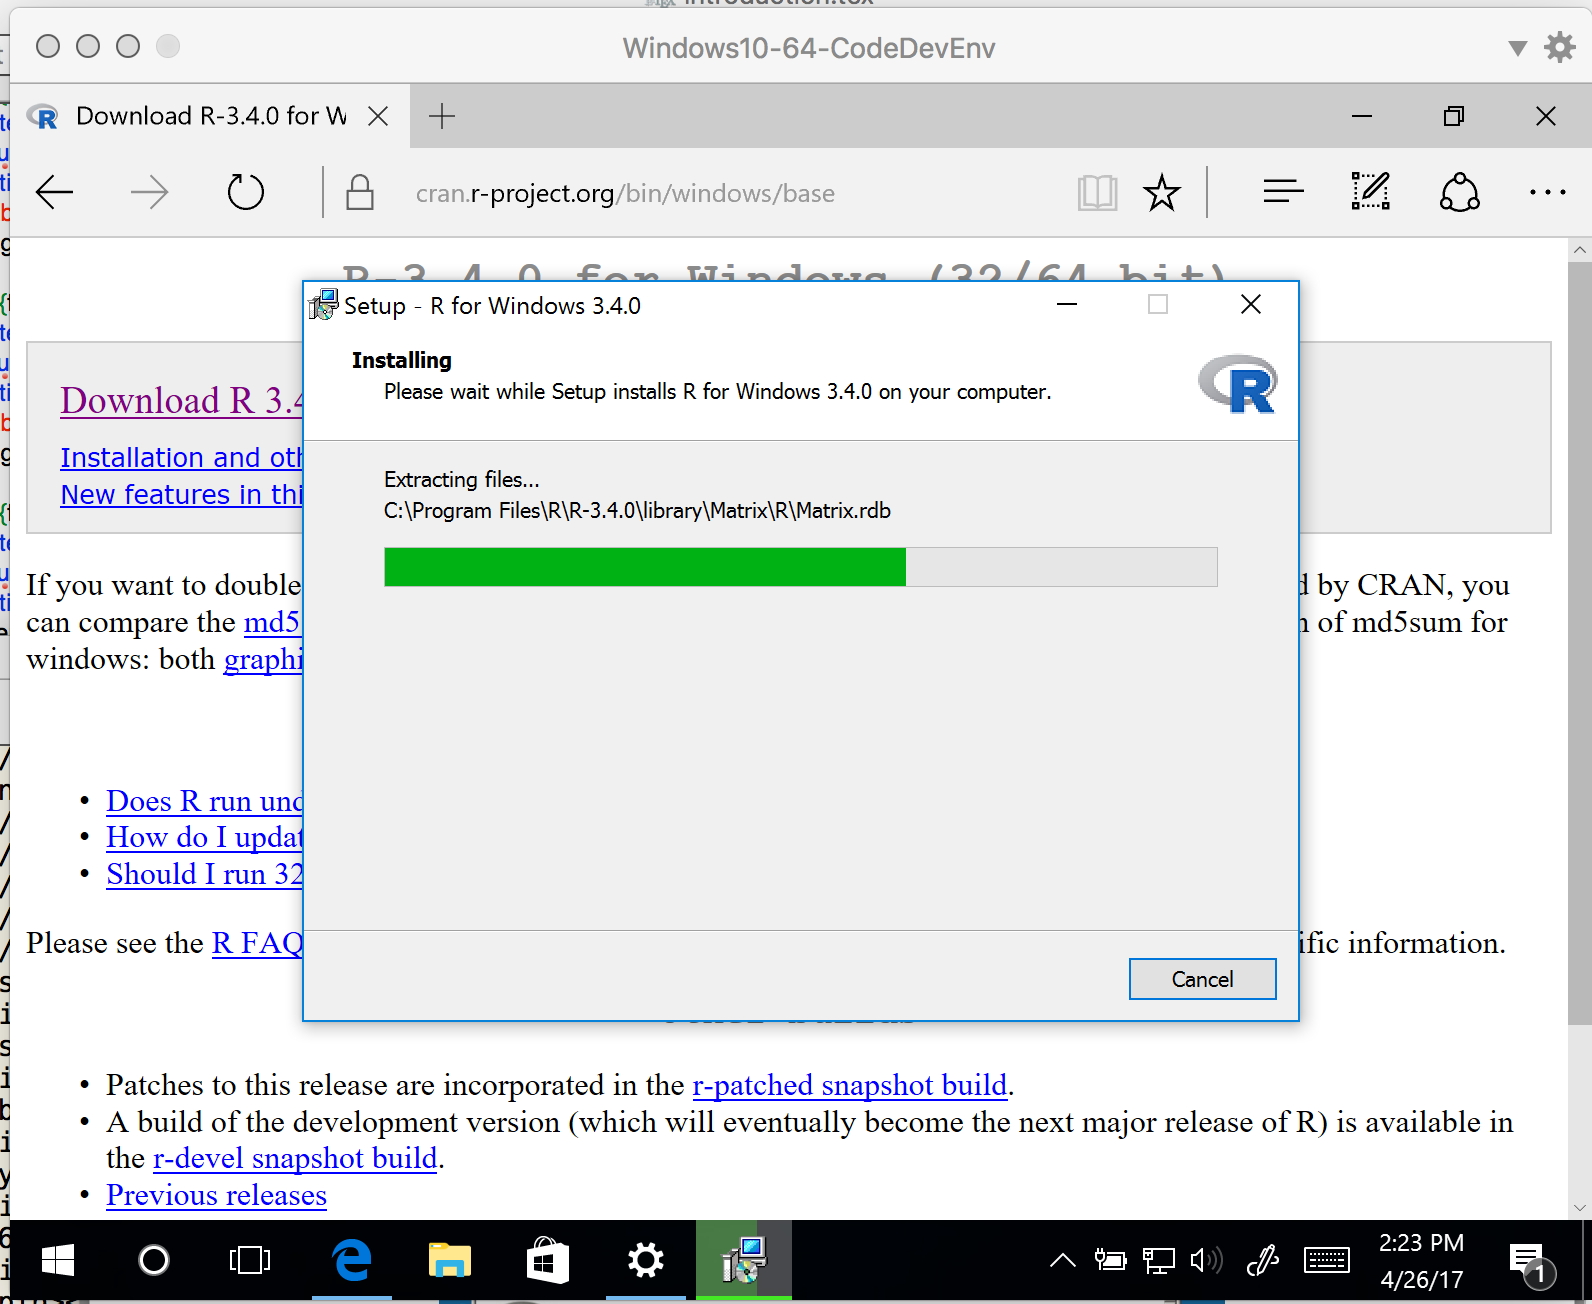 Windows10-64-CodeDevEnv
Download R-3.4.0 for W
cran.r-project.org/bin/windows/base
R-3.4.0 for Windows (32/64 bit)
Setup - R for Windows 3.4.0
Installing
Please wait while Setup installs R for Windows 3.4.0 on your computer.
R
Download R 3.4
Installation and oth
New features in thi
Extracting files...
C:\Program Files\R\R-3.4.0\library\Matrix\R\Matrix.rdb
If you want to double
d by CRAN, you
can compare the md5
n of md5sum for
windows: both graphi
Does R run und
How do I updat
Should I run 32
Please see the R FAQ
ific information.
Cancel
• Patches to this release are incorporated in the r-patched snapshot build.
• A build of the development version (which will eventually become the next major release of R) is available in
the r-devel snapshot build.
• Previous releases
2:23 PM
4/26/17
1